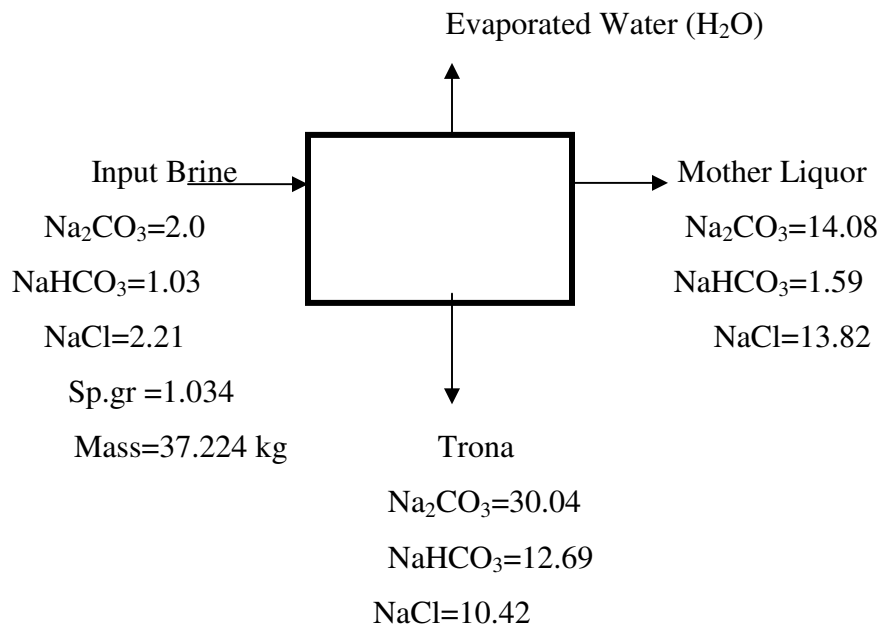 Evaporated Water (H₂O)
Input Brine
Na₂CO₃=2.0
NaHCO₃=1.03
NaCl=2.21
Sp.gr =1.034
Mass=37.224 kg
Mother Liquor
Na₂CO₃=14.08
NaHCO₃=1.59
NaCl=13.82
Trona
Na₂CO₃=30.04
NaHCO₃=12.69
NaCl=10.42